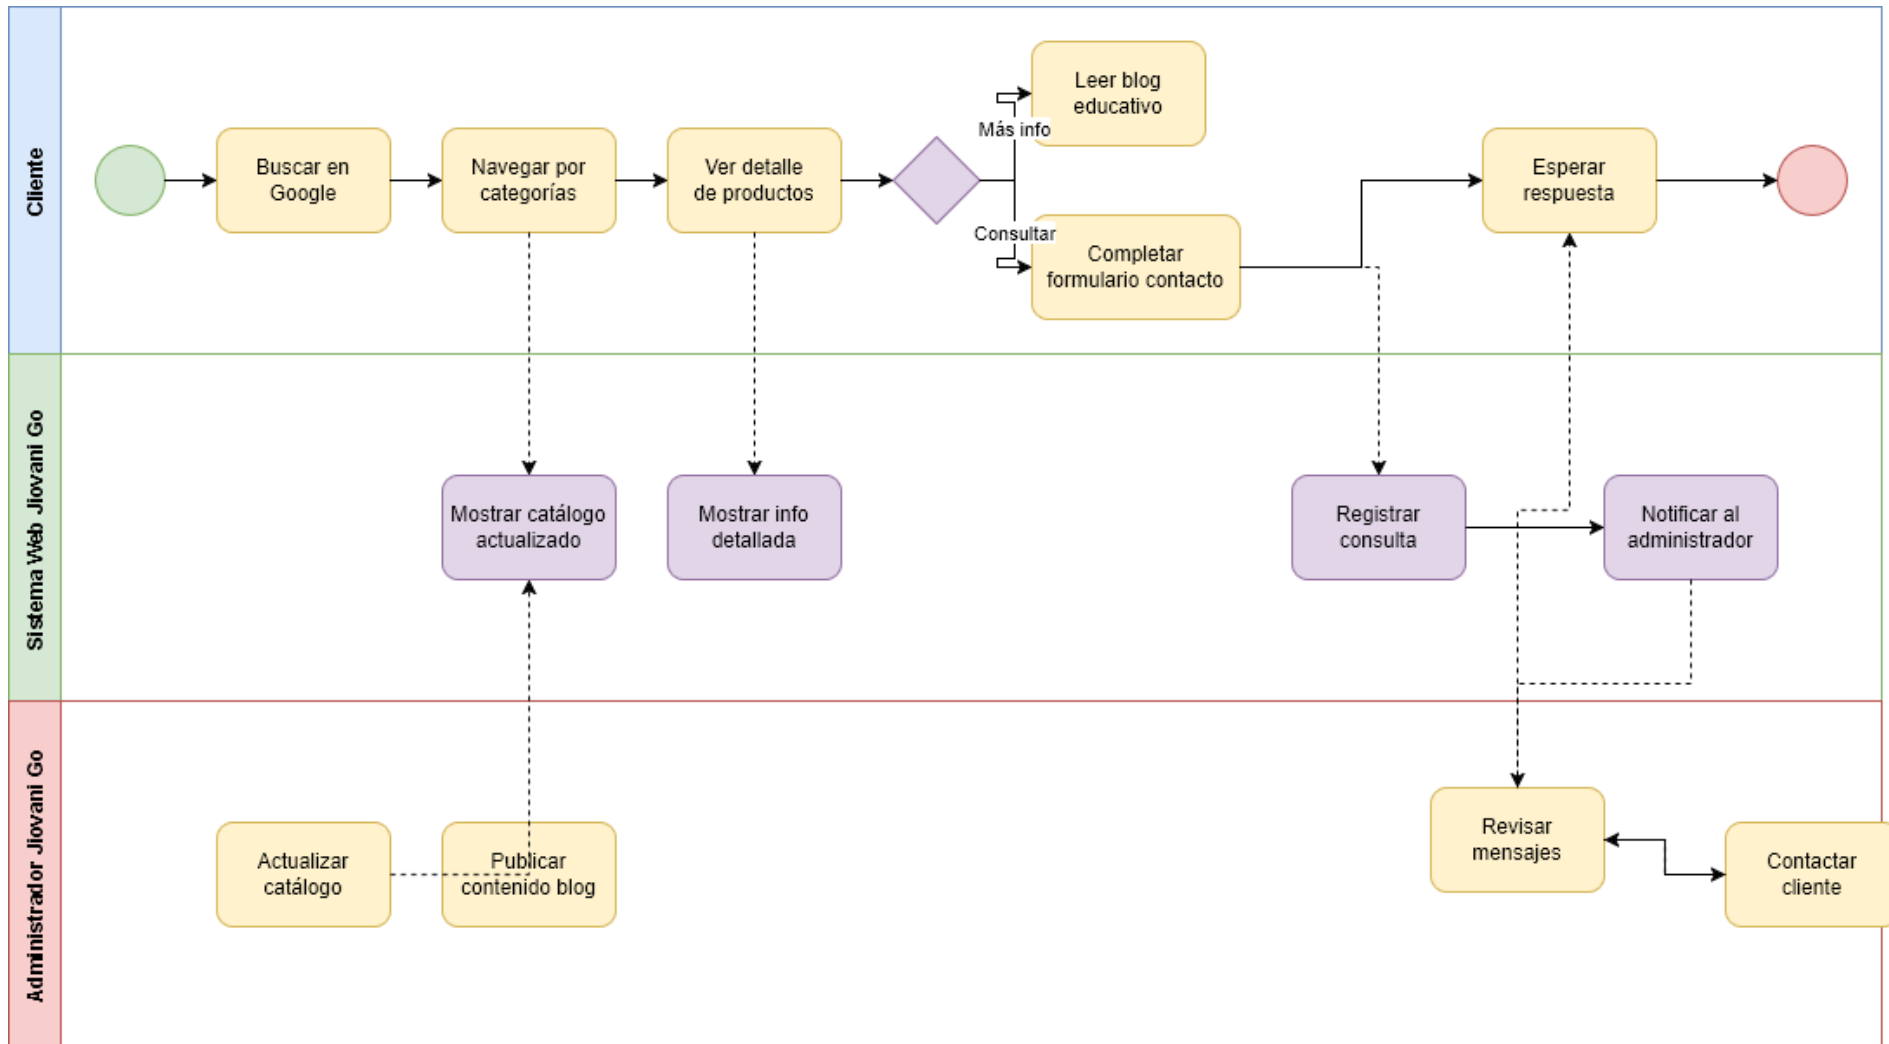 Cliente
Buscar en
Google
Navegar por
categorías
Ver detalle
de productos
Más info
Consultar
Leer blog
educativo
Completar
formulario contacto
Esperar
respuesta
Sistema Web Jiovani Go
Mostrar catálogo
actualizado
Mostrar info
detallada
Registrar
consulta
Notificar al
administrador
Administrador Jiovani Go
Actualizar
catálogo
Publicar
contenido blog
Revisar
mensajes
Contactar
cliente